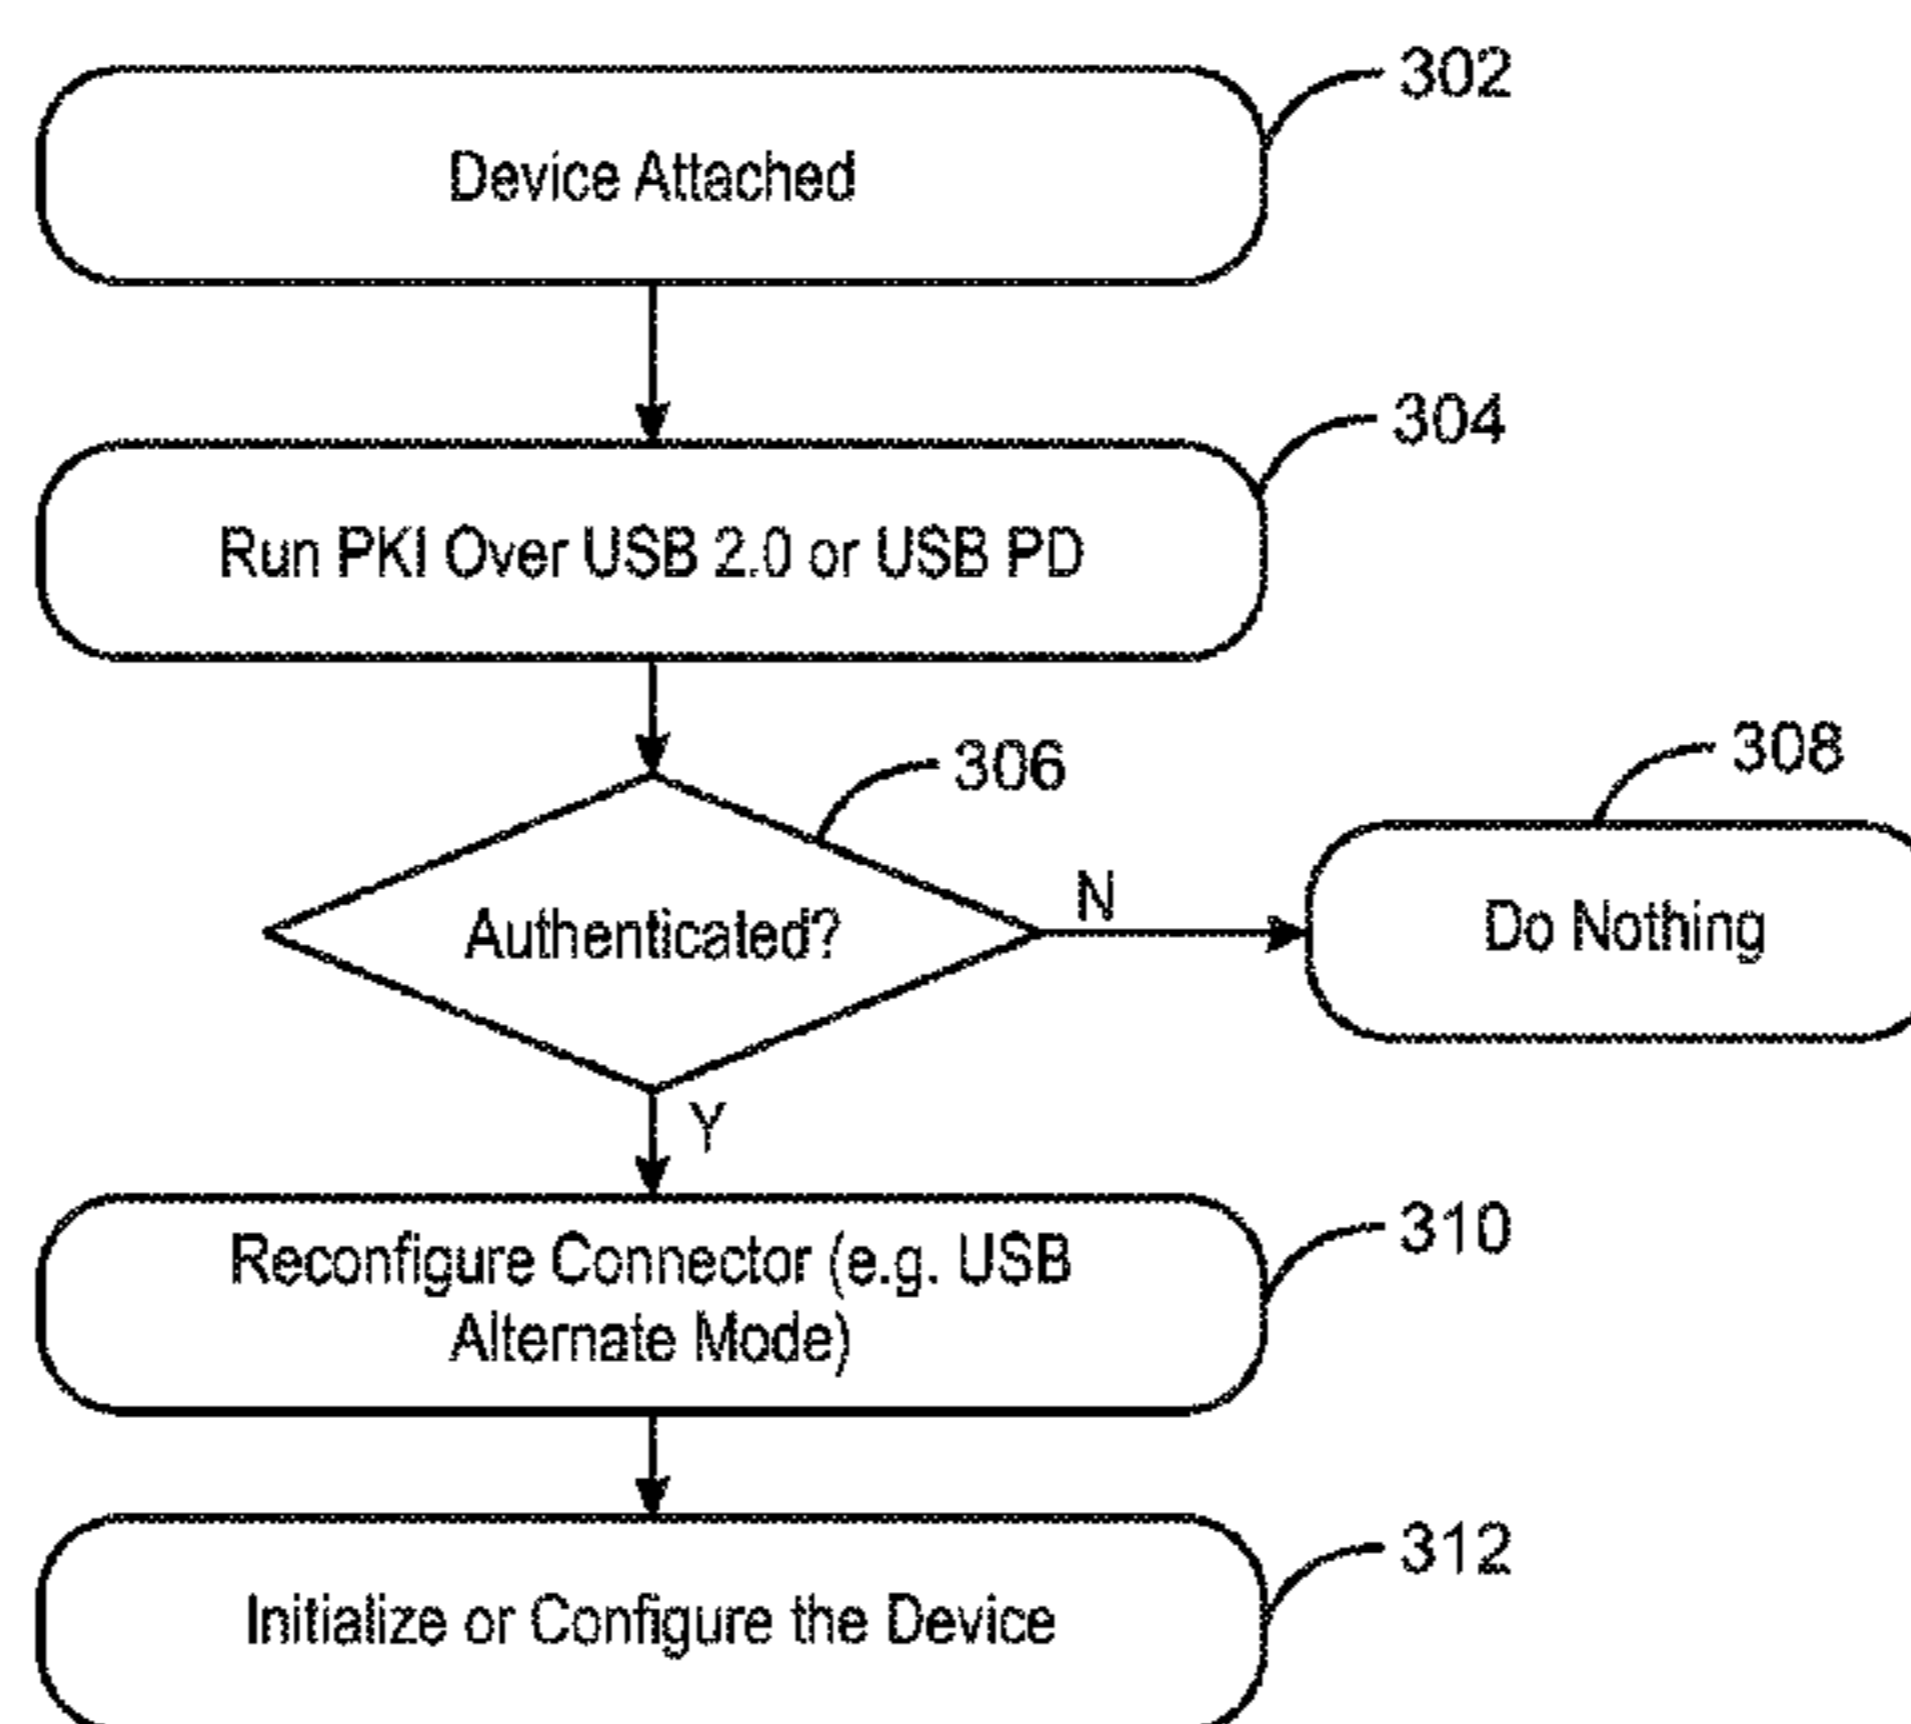 302
Device Attached
304
Run PKI Over USB 2.0 or USB PD
306
Authenticated?
N
308
Do Nothing
Y
310
Reconfigure Connector (e.g. USB
Alternate Mode)
312
Initialize or Configure the Device